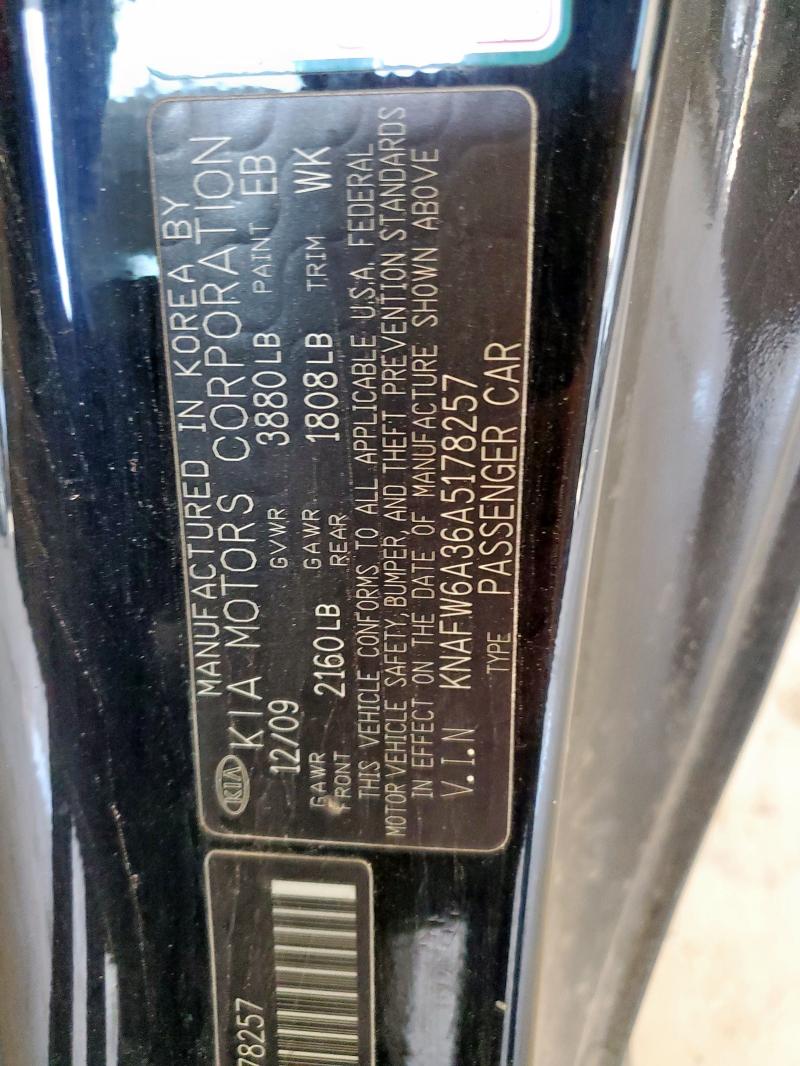 MANUFACTURED IN KOREA BY
KIA KIA MOTORS CORPORATION
12/09 GVWR 3880LB PAINT EB
GAWR FRONT 2160LB GAWR REAR 1808LB TRIM WK
THIS VEHICLE CONFORMS TO ALL APPLICABLE U.S.A. FEDERAL
MOTOR VEHICLE SAFETY, BUMPER, AND THEFT PREVENTION STANDARDS
IN EFFECT ON THE DATE OF MANUFACTURE SHOWN ABOVE
V.I.N KNAFW6A36A5178257
TYPE PASSENGER CAR
78257